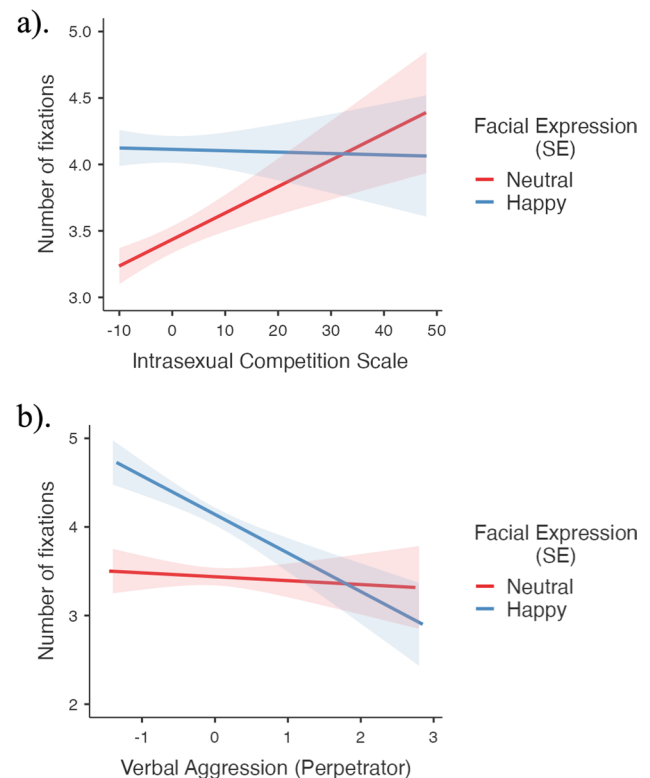 a).
5.0
4.5
4.0
3.5
3.0
Number of fixations
-10 0 10 20 30 40 50
Intrasexual Competition Scale
Facial Expression
(SE)
Neutral
Happy
b).
5
4
3
2
Number of fixations
-1 0 1 2 3
Verbal Aggression (Perpetrator)
Facial Expression
(SE)
Neutral
Happy